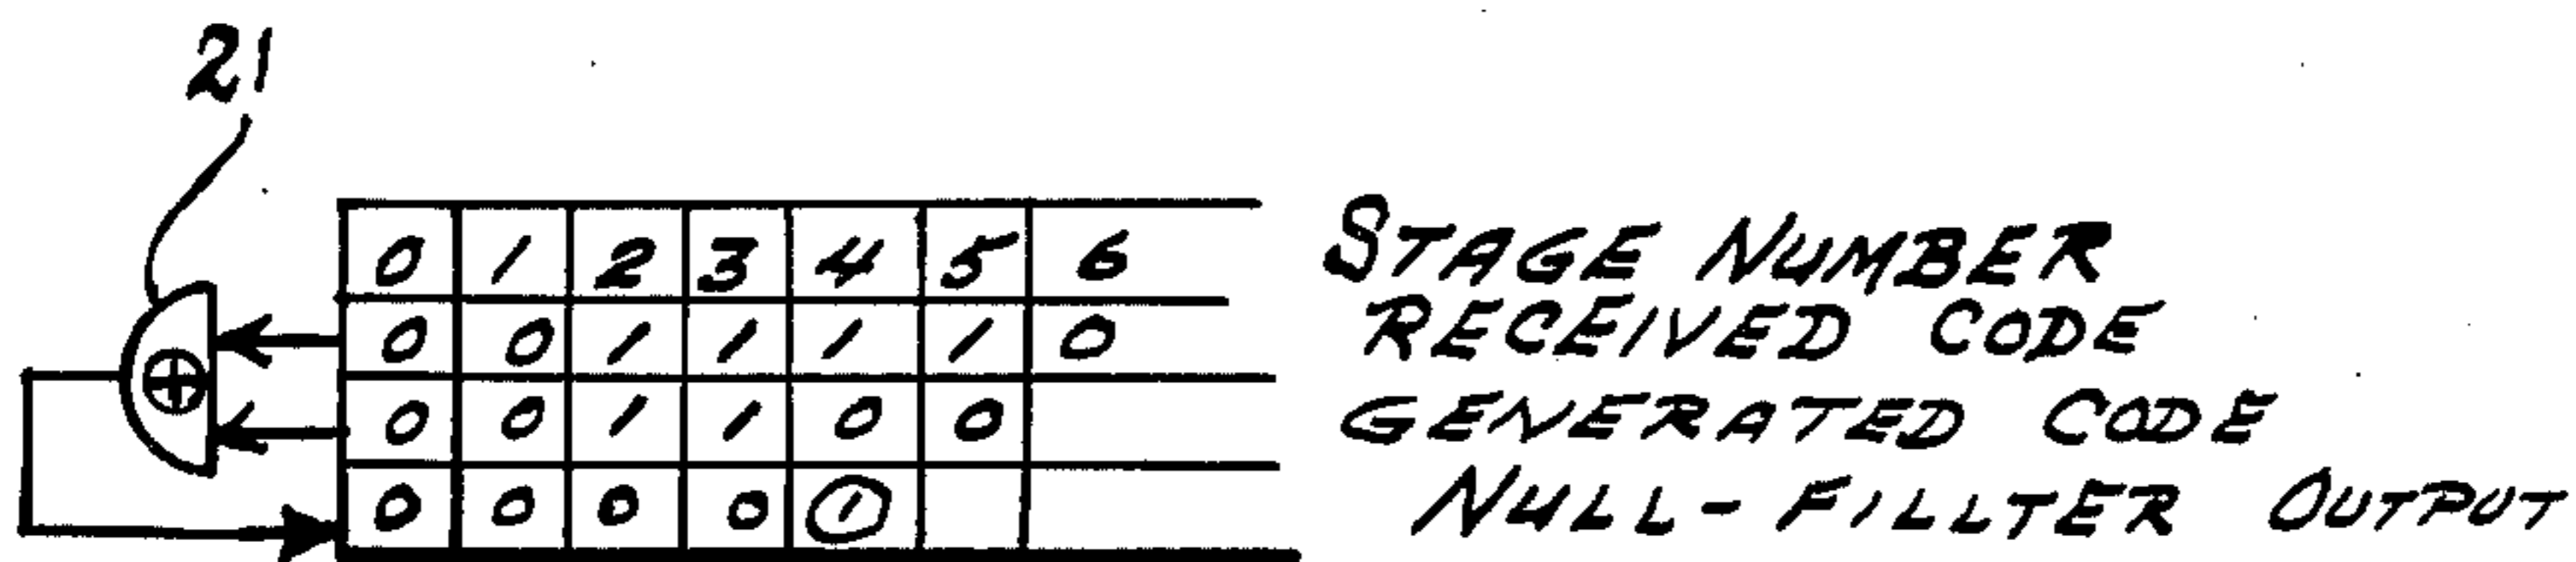 21
0 1 2 3 4 5 6 STAGE NUMBER
0 0 1 1 1 1 0 RECEIVED CODE
0 0 1 1 0 0 GENERATED CODE
0 0 0 0 1 NULL-FILLTER OUTPUT